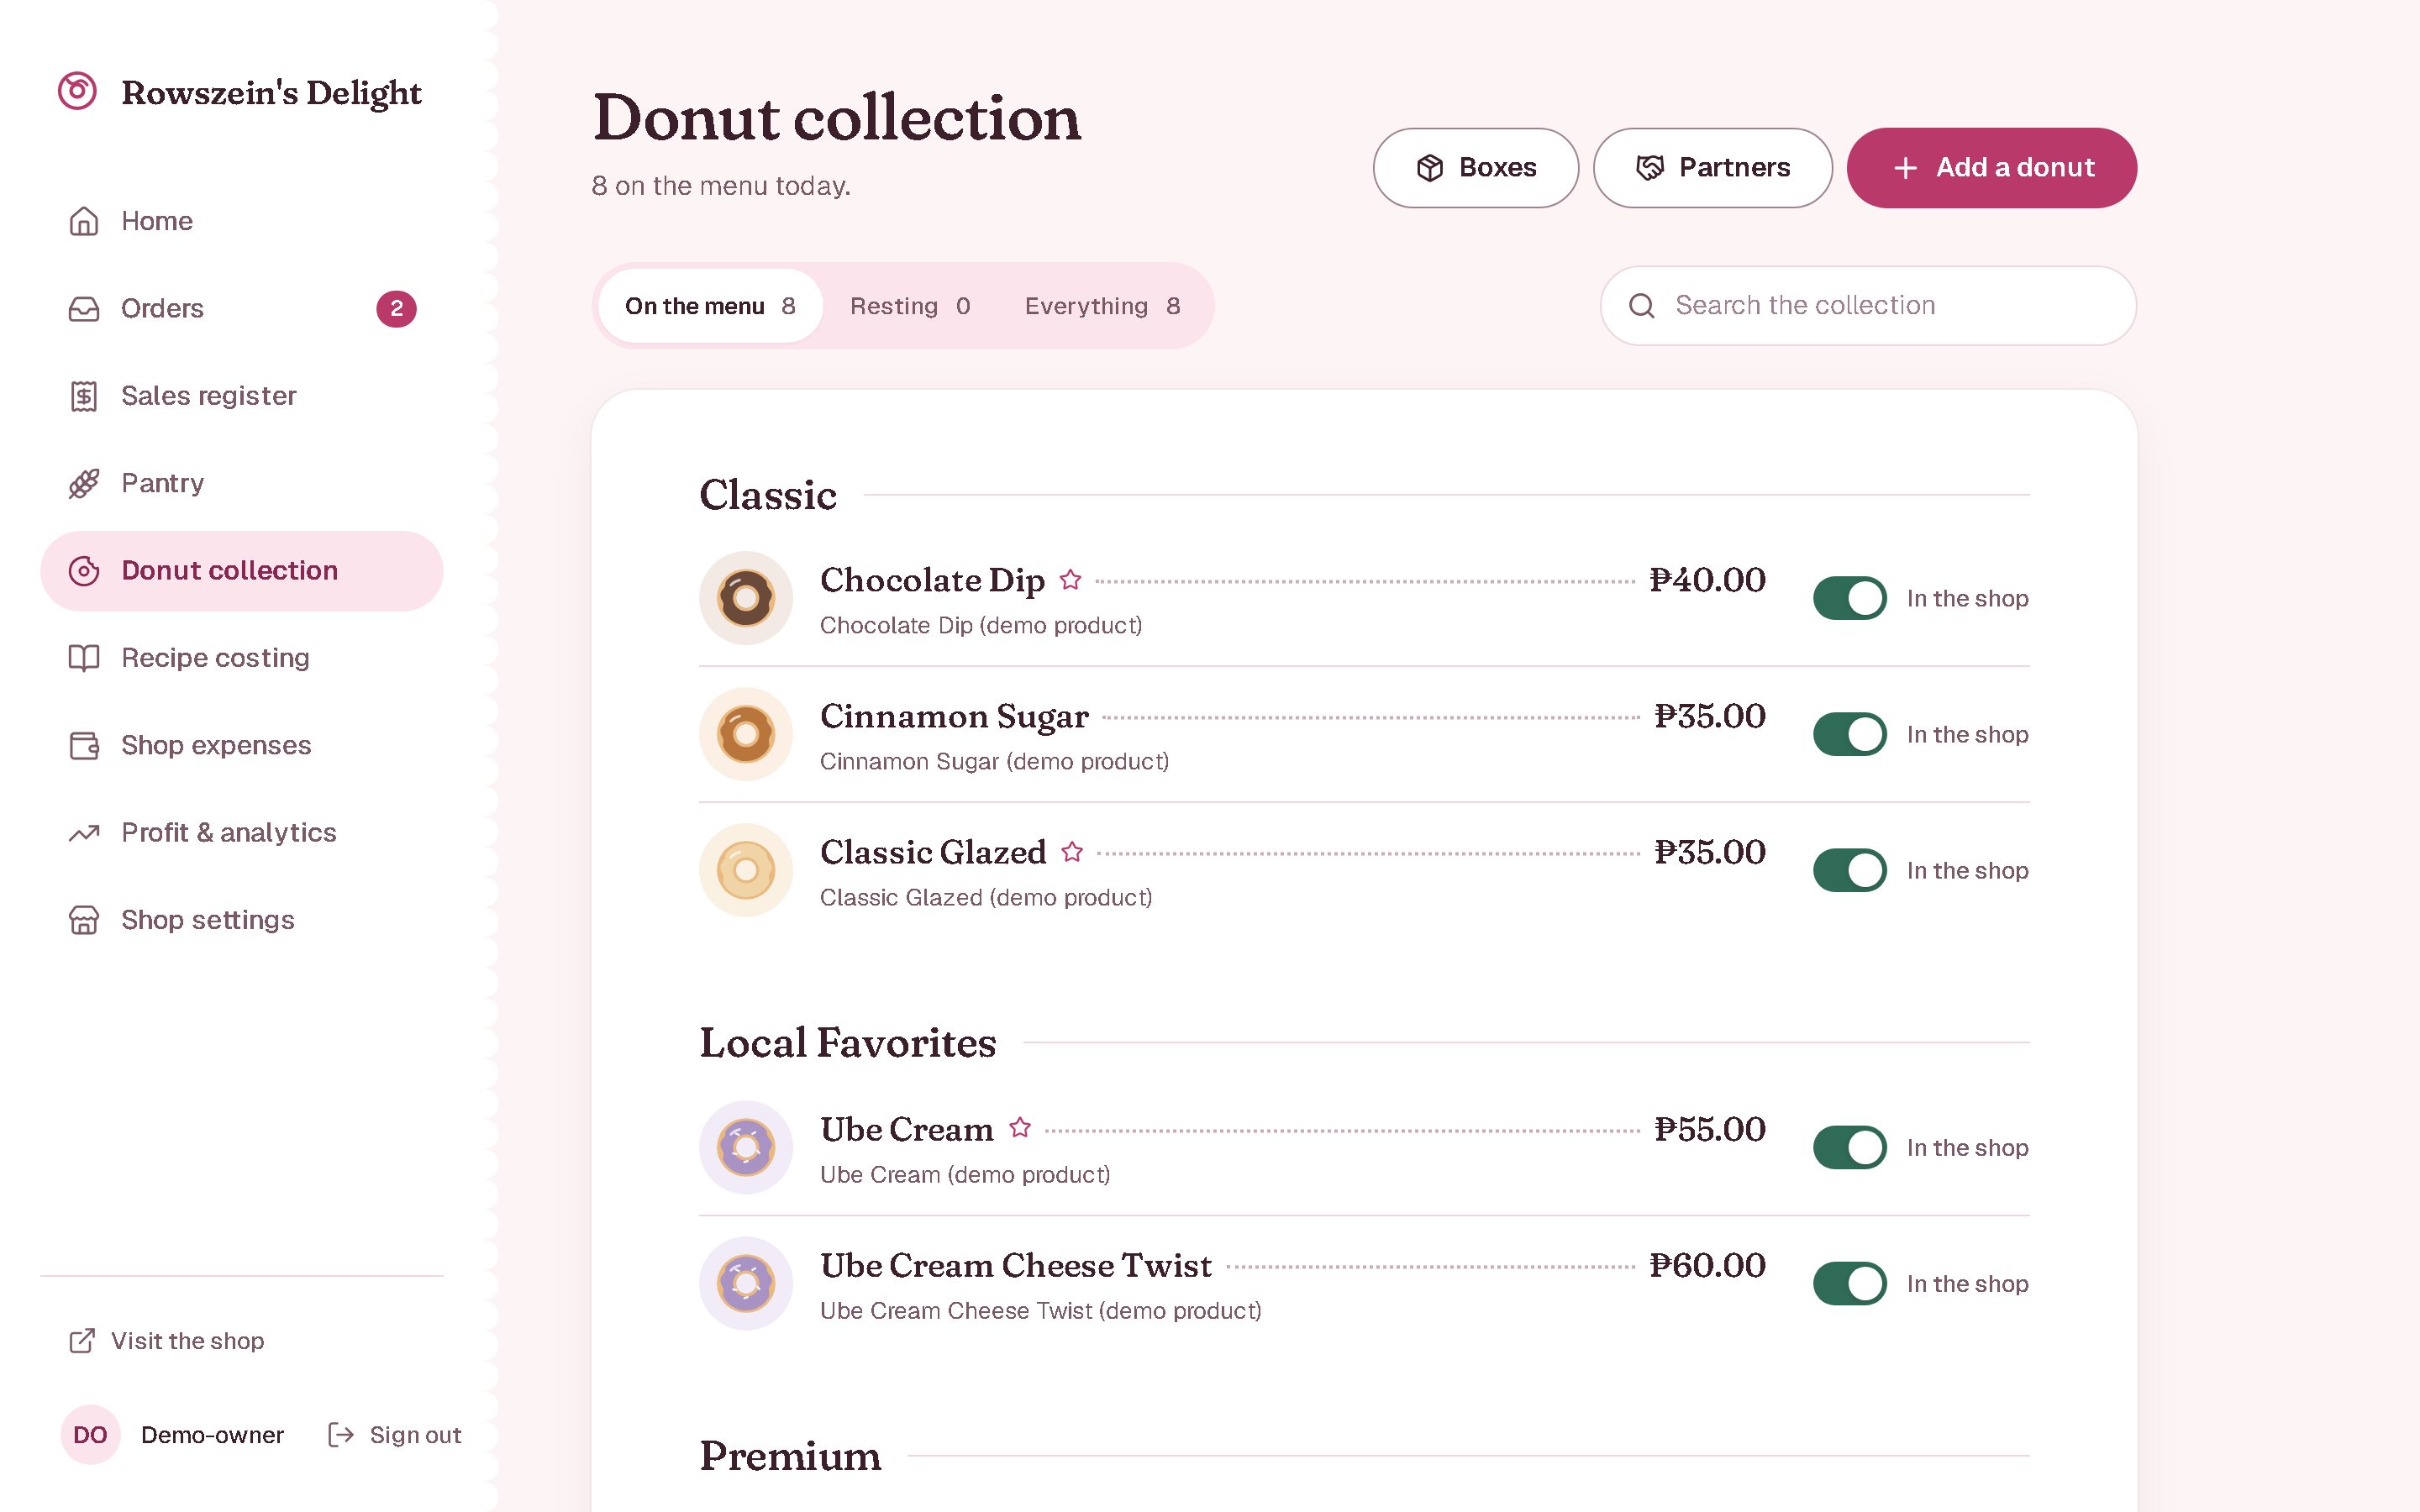 Rowszein's Delight
Home
Orders 2
Sales register
Pantry
Donut collection
Recipe costing
Shop expenses
Profit & analytics
Shop settings
Visit the shop
DO Demo-owner Sign out
Donut collection
8 on the menu today.
Boxes Partners Add a donut
On the menu 8 Resting 0 Everything 8
Search the collection
Classic
Chocolate Dip ₱40.00 In the shop
Chocolate Dip (demo product)
Cinnamon Sugar ₱35.00 In the shop
Cinnamon Sugar (demo product)
Classic Glazed ₱35.00 In the shop
Classic Glazed (demo product)
Local Favorites
Ube Cream ₱55.00 In the shop
Ube Cream (demo product)
Ube Cream Cheese Twist ₱60.00 In the shop
Ube Cream Cheese Twist (demo product)
Premium